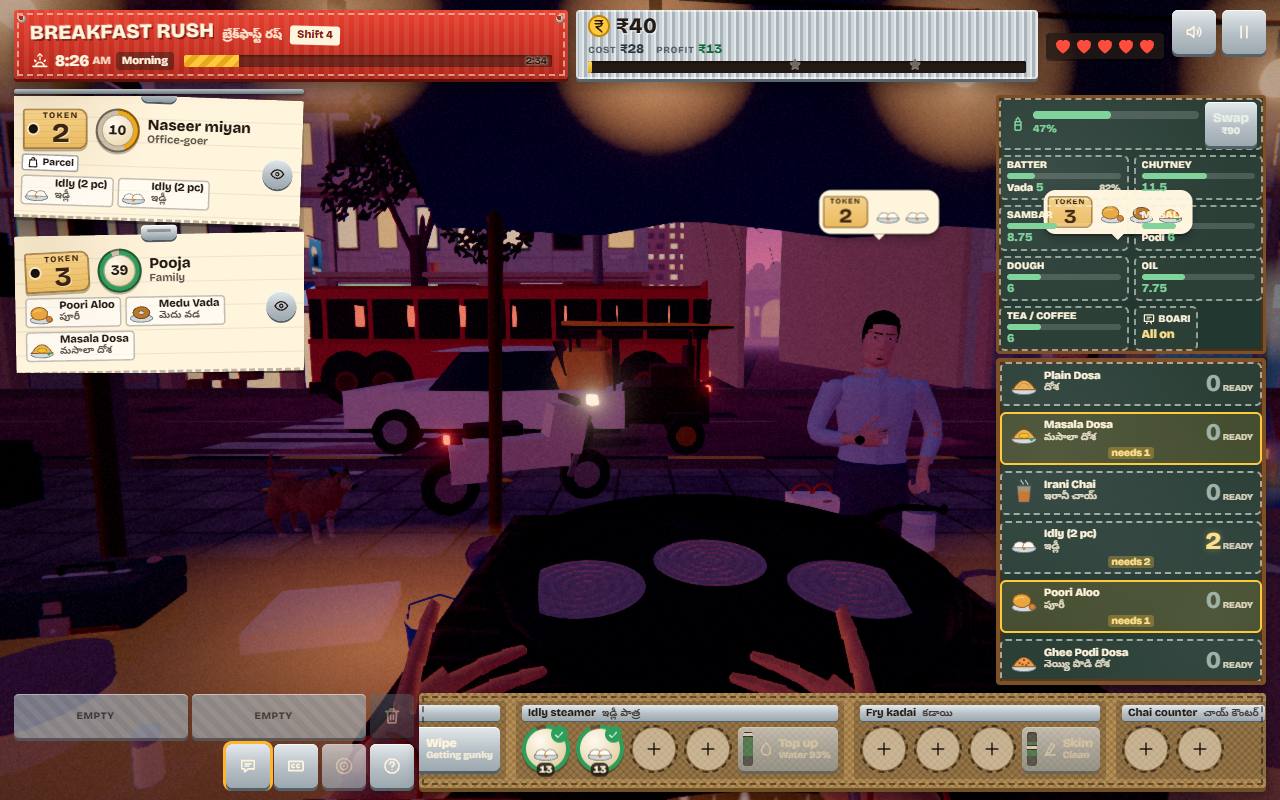 BREAKFAST RUSH బ్రేక్‌ఫాస్ట్ రష్ Shift 4
8:26 AM Morning 2:34
₹ ₹40
COST ₹28 PROFIT ₹13
TOKEN
2
10
Naseer miyan
Office-goer
Parcel
Idly (2 pc)
ఇడ్లీ
Idly (2 pc)
ఇడ్లీ
TOKEN
3
39
Pooja
Family
Poori Aloo
పూరీ
Medu Vada
మెదు వడ
Masala Dosa
మసాలా దోశ
TOKEN
2
TOKEN
3
47%
Swap
₹90
BATTER
Vada 5 82%
CHUTNEY
11.5
SAMBAR
8.75
Podi 6
DOUGH
6
OIL
7.75
TEA / COFFEE
6
BOARI
All on
Plain Dosa
దోశ
0 READY
Masala Dosa
మసాలా దోశ
0 READY
needs 1
Irani Chai
ఇరానీ చాయ్
0 READY
Idly (2 pc)
ఇడ్లీ
2 READY
needs 2
Poori Aloo
పూరీ
0 READY
needs 1
Ghee Podi Dosa
నెయ్యి పొడి దోశ
0 READY
EMPTY
EMPTY
CC
Wipe
Getting gunky
Idly steamer ఇడ్లీ పాత్ర
13
13
Top up
Water 93%
Fry kadai కడాయి
Skim
Clean
Chai counter చాయ్ కౌంటర్